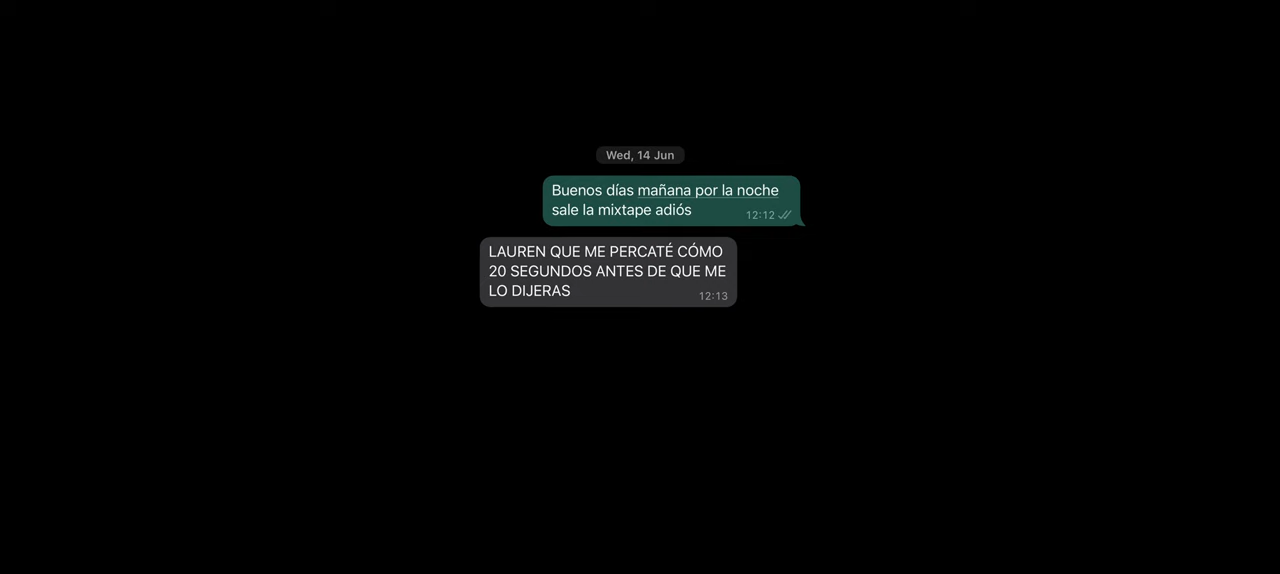 Wed, 14 Jun
Buenos días mañana por la noche
sale la mixtape adiós
12:12
LAUREN QUE ME PERCATÉ CÓMO
20 SEGUNDOS ANTES DE QUE ME
LO DIJERAS
12:13